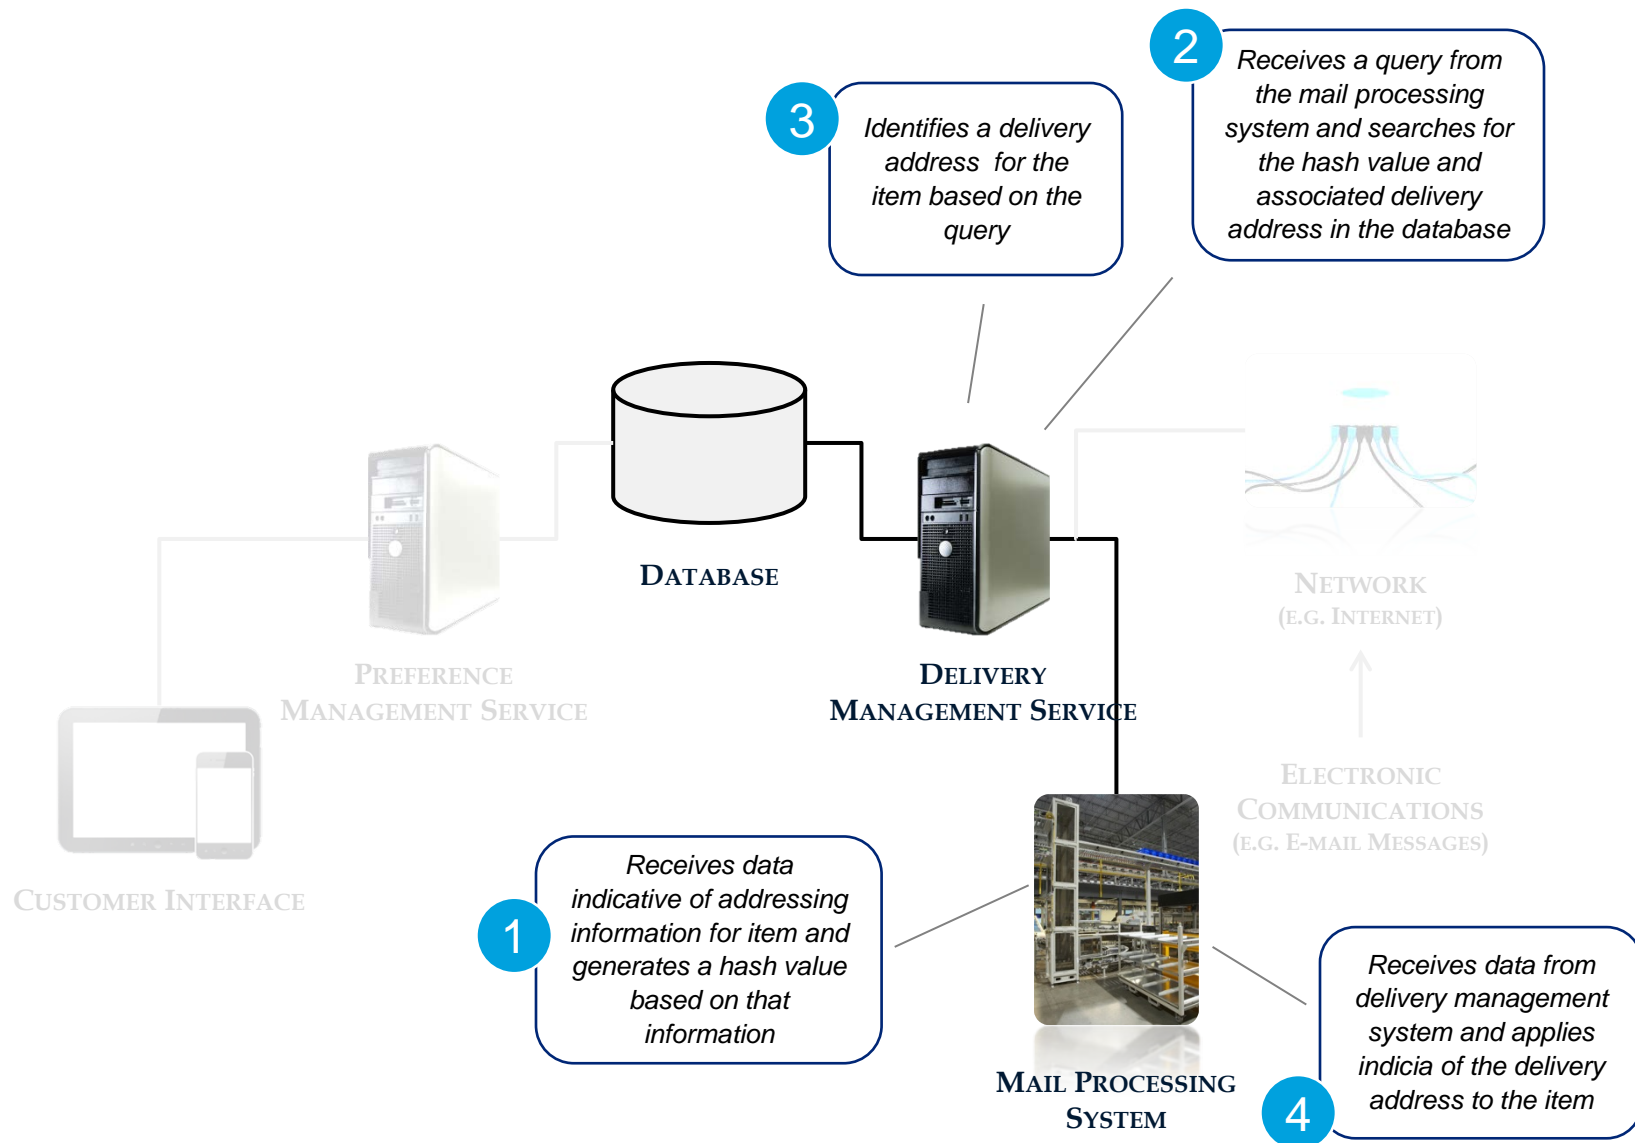 2
Receives a query from
the mail processing
system and searches for
the hash value and
associated delivery
address in the database
3
Identifies a delivery
address for the
item based on the
query
DATABASE
NETWORK
(E.G. INTERNET)
PREFERENCE
MANAGEMENT SERVICE
DELIVERY
MANAGEMENT SERVICE
ELECTRONIC
COMMUNICATIONS
(E.G. E-MAIL MESSAGES)
CUSTOMER INTERFACE
1
Receives data
indicative of addressing
information for item and
generates a hash value
based on that
information
MAIL PROCESSING
SYSTEM
4
Receives data from
delivery management
system and applies
indicia of the delivery
address to the item